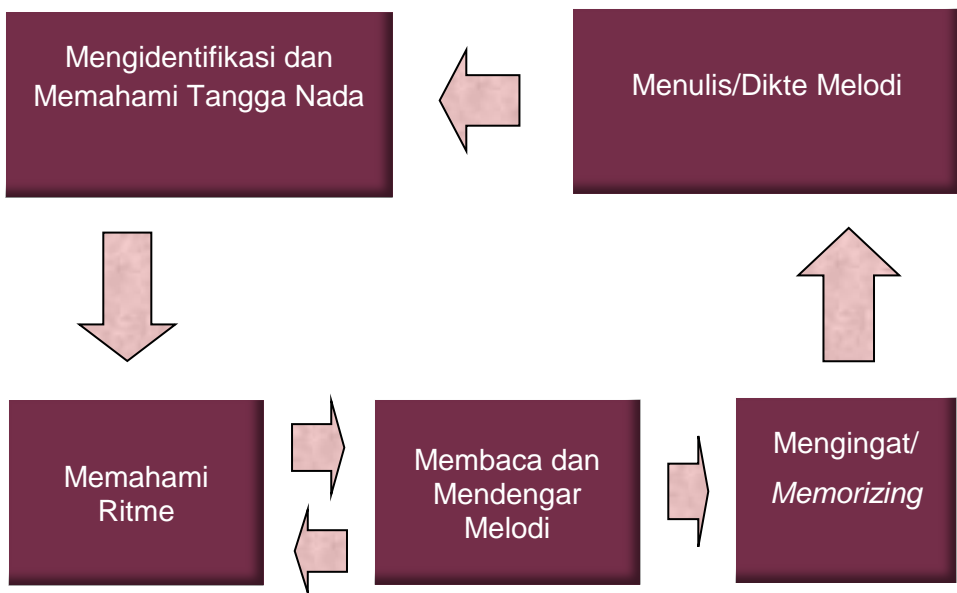 Mengidentifikasi dan
Memahami Tangga Nada
Menulis/Dikte Melodi
Memahami
Ritme
Membaca dan
Mendengar
Melodi
Mengingat/
Memorizing